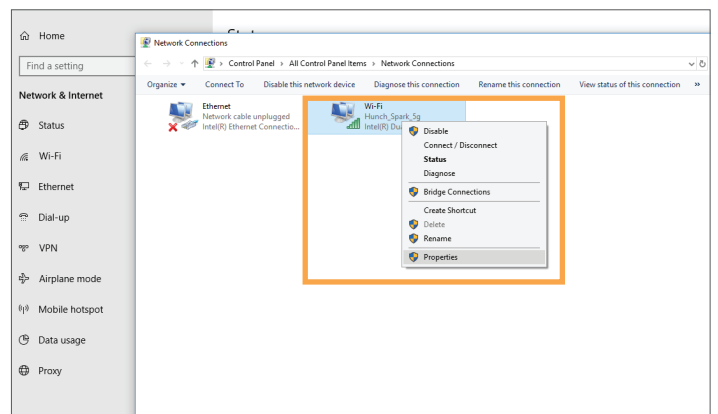 Home
Find a setting
Network & Internet
Status
Wi-Fi
Ethernet
Dial-up
VPN
Airplane mode
Mobile hotspot
Data usage
Proxy
Network Connections
Control Panel > All Control Panel Items > Network Connections
Organize Connect To Disable this network device Diagnose this connection Rename this connection View status of this connection »
Ethernet
Network cable unplugged
Intel(R) Ethernet Connectio...
Wi-Fi
Hunch_Spark_5g
Intel(R) Dua
Disable
Connect / Disconnect
Status
Diagnose
Bridge Connections
Create Shortcut
Delete
Rename
Properties